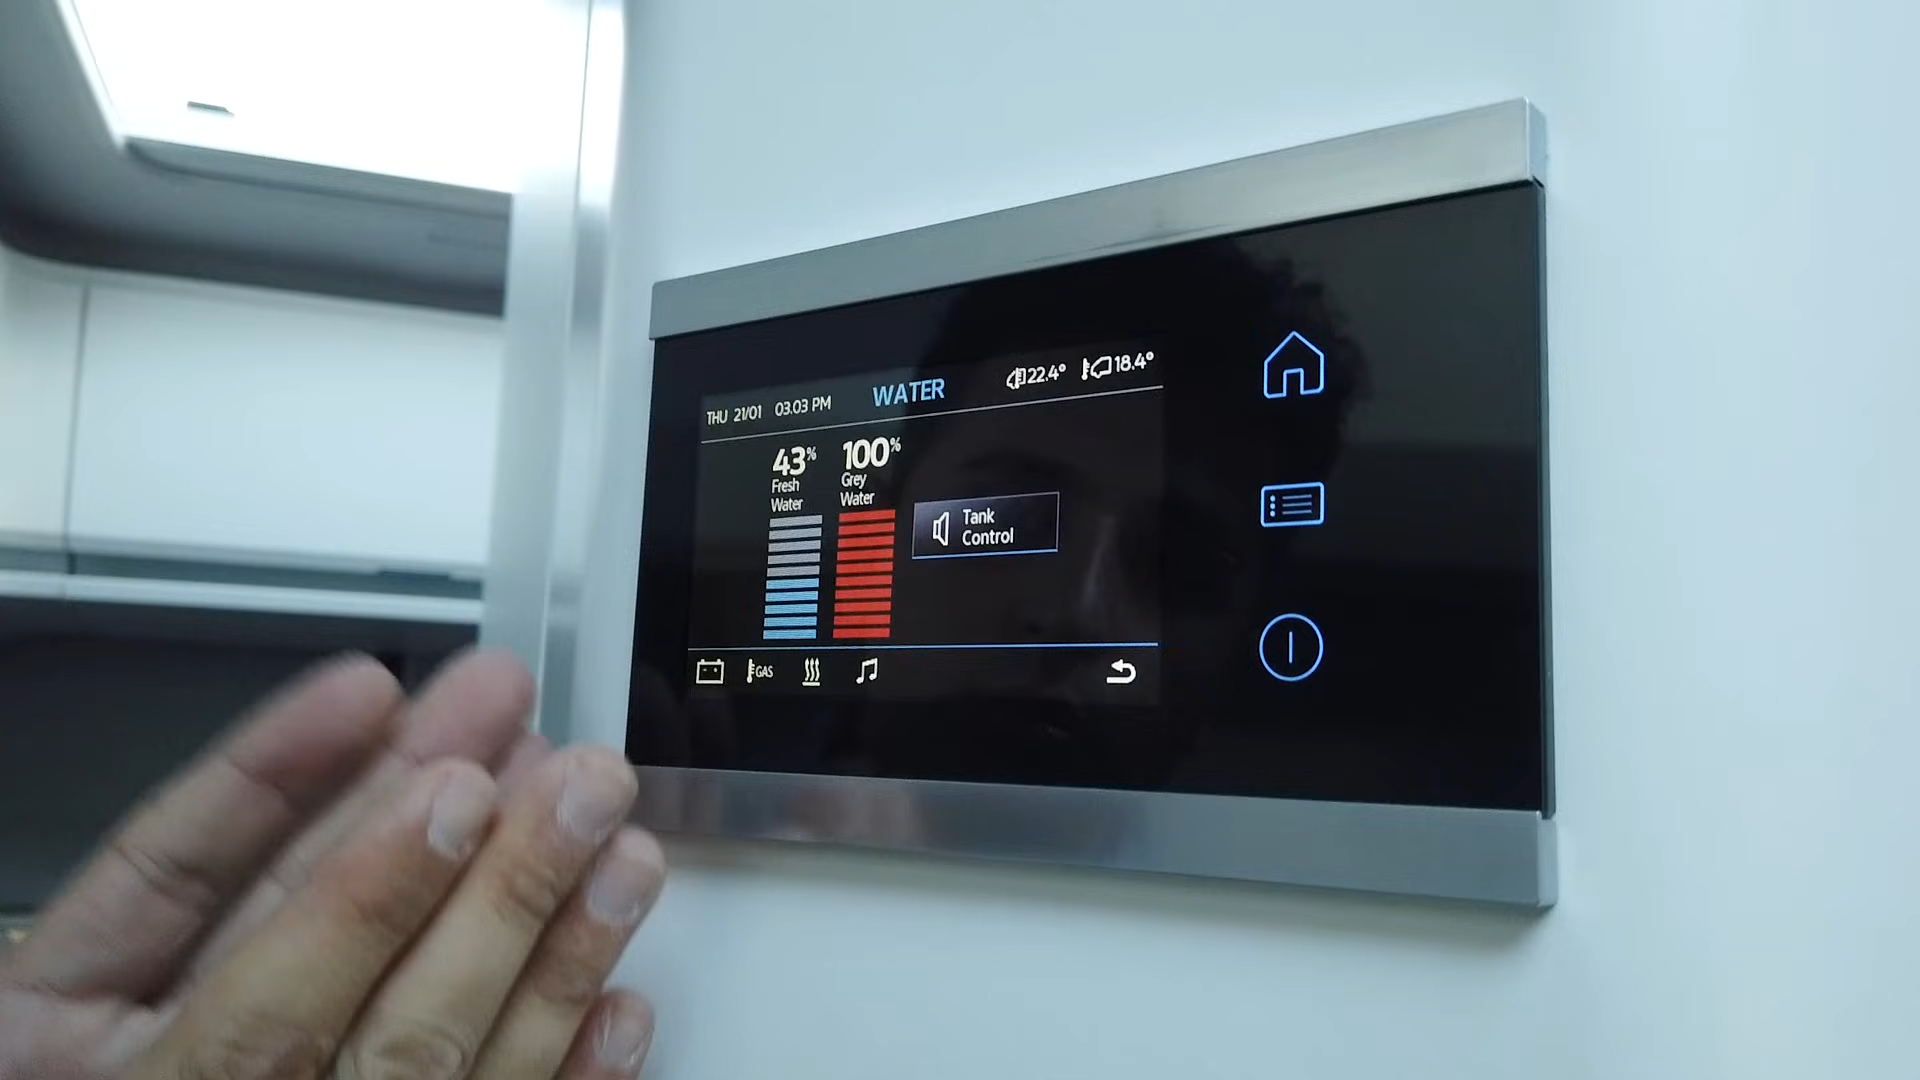 THU 21/01 03.03 PM WATER 22.4° 18.4°
43% 100%
Fresh Grey
Water Water
Tank
Control
GAS